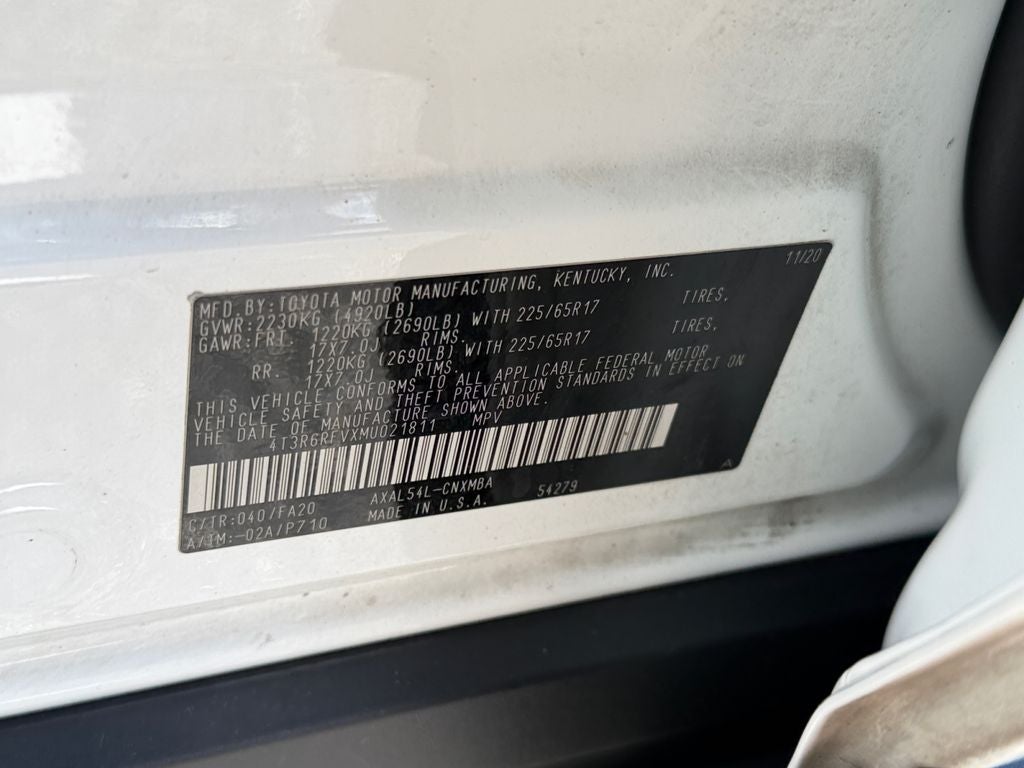 MFD. BY: TOYOTA MOTOR MANUFACTURING, KENTUCKY, INC. 11/20
GVWR: 2230KG (4920LB)
GAWR: FRT. 1220KG (2690LB) WITH 225/65R17 TIRES,
17X7.0J RIMS.
RR. 1220KG (2690LB) WITH 225/65R17 TIRES,
17X7.0J RIMS.
THIS VEHICLE CONFORMS TO ALL APPLICABLE FEDERAL MOTOR
VEHICLE SAFETY AND THEFT PREVENTION STANDARDS IN EFFECT ON
THE DATE OF MANUFACTURE SHOWN ABOVE.
4T3R6RFVXMU021811 MPV
AXAL54L-CNXMBA 54279 A
C/TR: 040/FA20 MADE IN U.S.A.
A/TM: -02A/P710